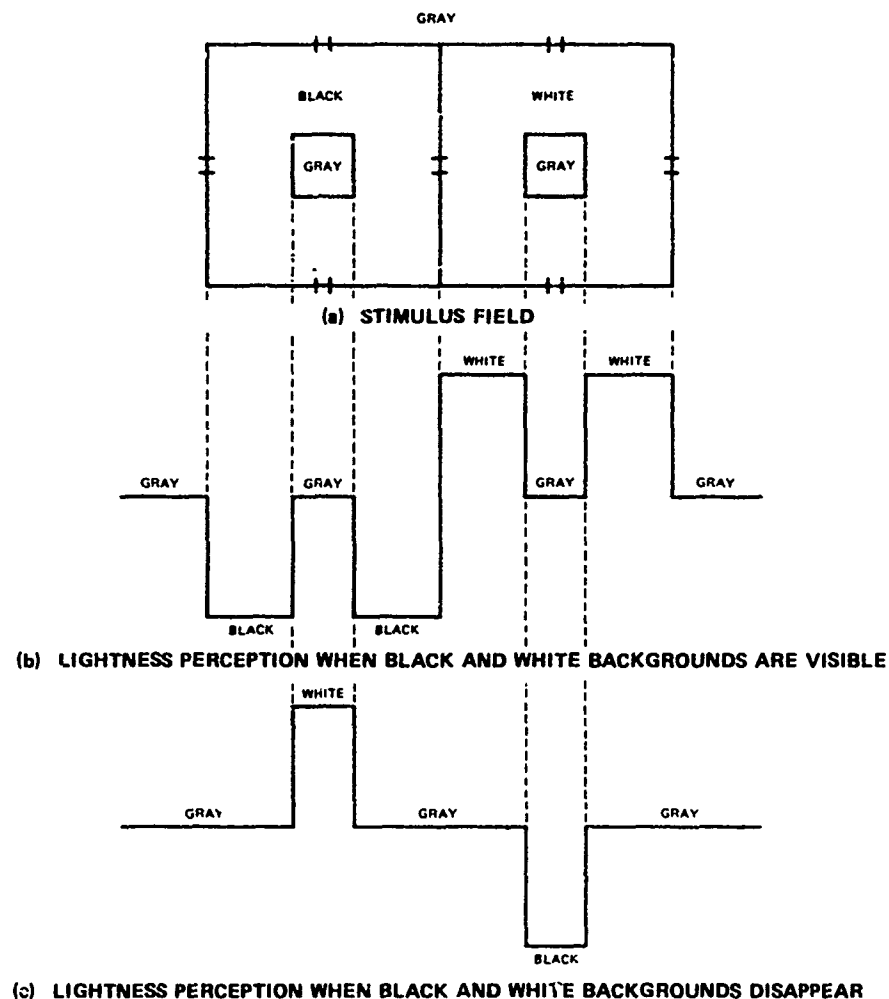 GRAY
BLACK WHITE
GRAY GRAY
(a) STIMULUS FIELD
WHITE WHITE
GRAY GRAY GRAY GRAY
BLACK BLACK
(b) LIGHTNESS PERCEPTION WHEN BLACK AND WHITE BACKGROUNDS ARE VISIBLE
WHITE
GRAY GRAY GRAY
BLACK
(c) LIGHTNESS PERCEPTION WHEN BLACK AND WHITE BACKGROUNDS DISAPPEAR